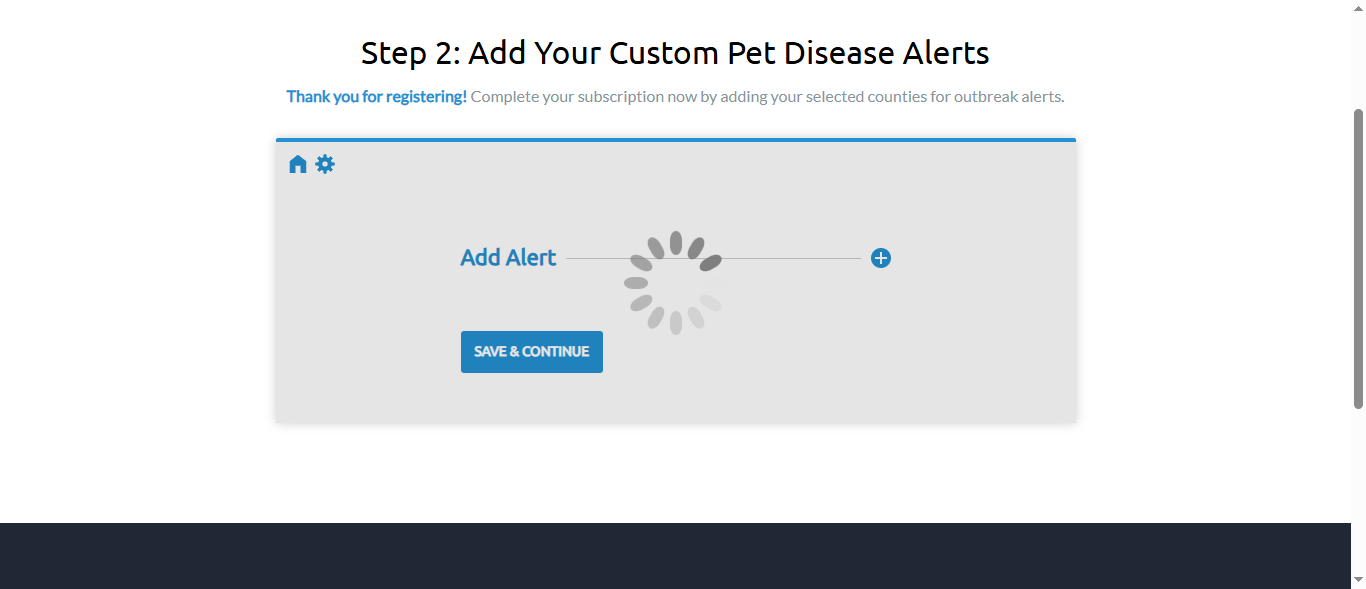 Step 2: Add Your Custom Pet Disease Alerts
Thank you for registering! Complete your subscription now by adding your selected counties for outbreak alerts.
Add Alert
SAVE & CONTINUE